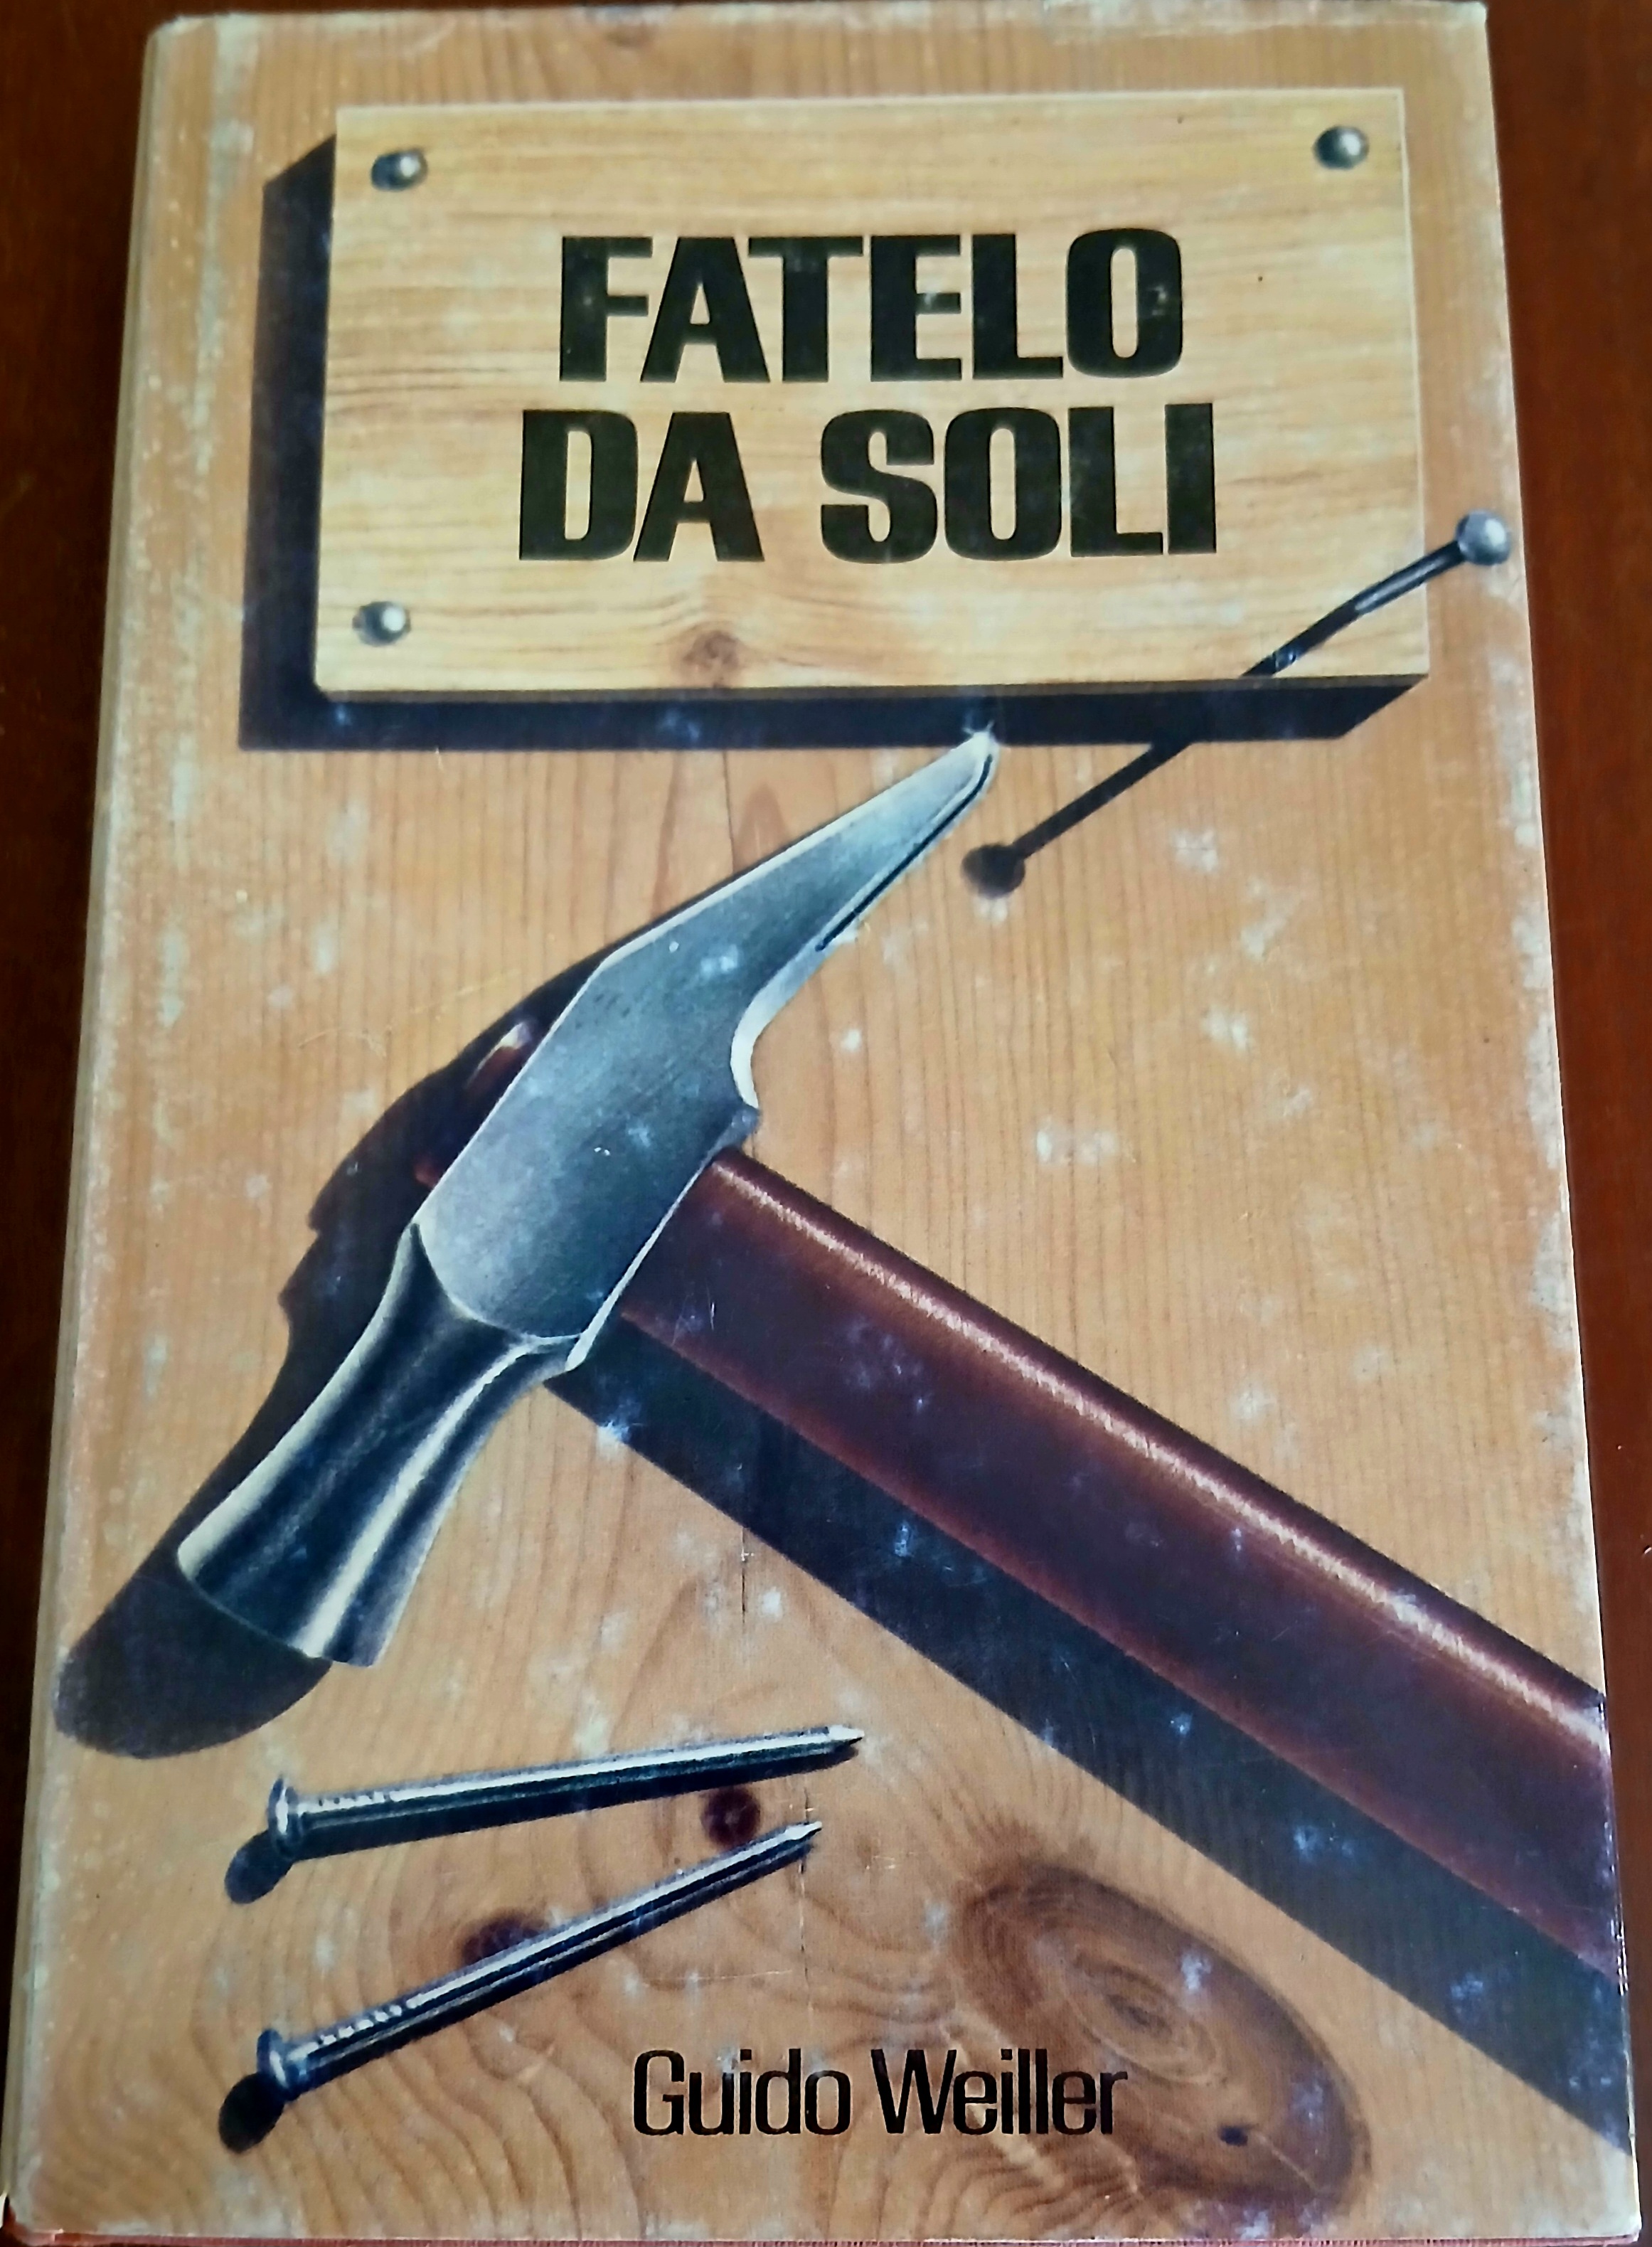 FATELO
DA SOLI
Guido Weiller